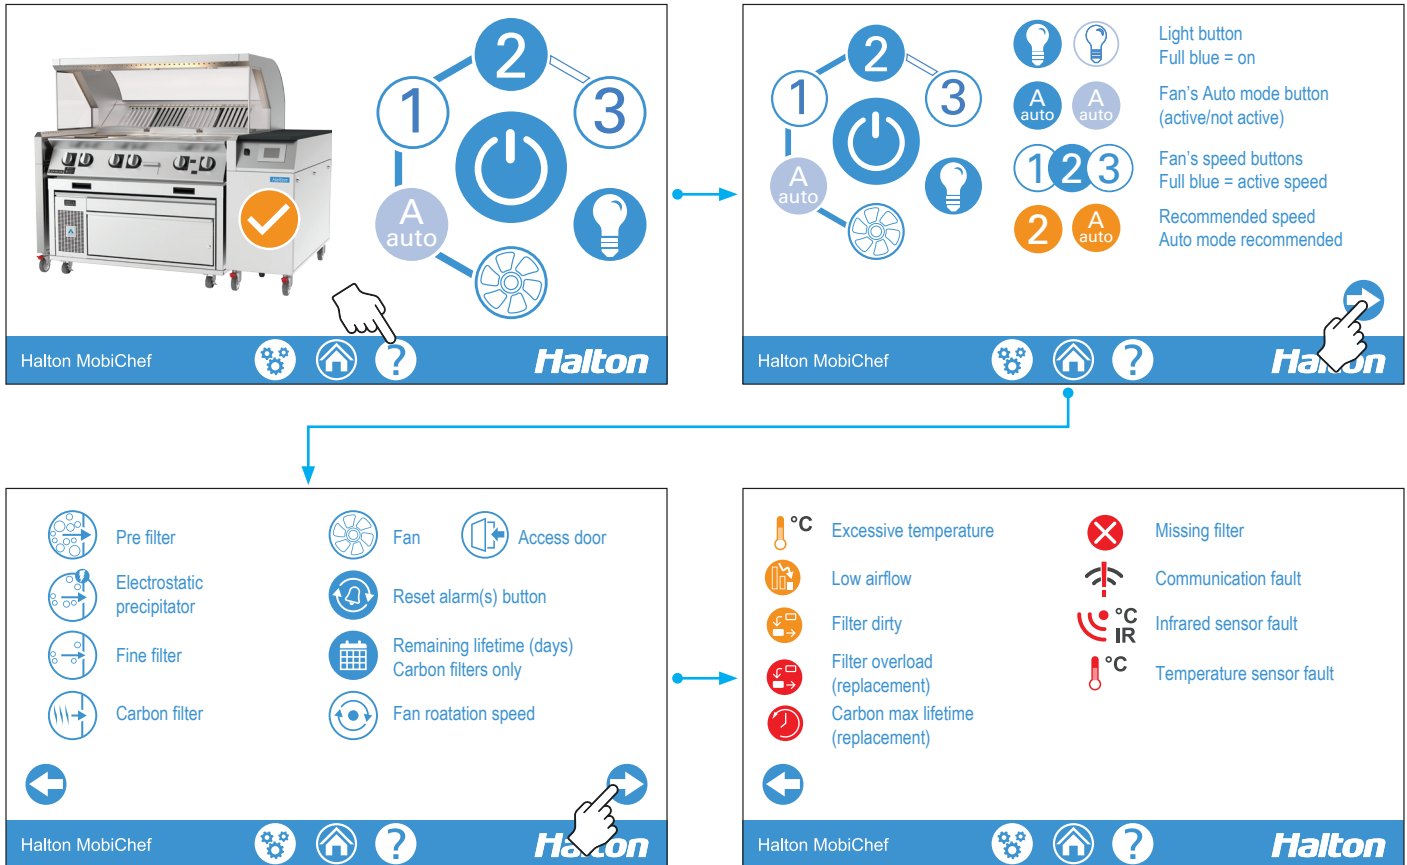 2
1
3
A
auto
?
Halton MobiChef
Halton
2
1
3
A
auto
Light button
Full blue = on
A
auto
A
auto
Fan's Auto mode button
(active/not active)
1 2 3
Fan's speed buttons
Full blue = active speed
2
A
auto
Recommended speed
Auto mode recommended
?
Halton MobiChef
Halton
Pre filter
Electrostatic
precipitator
Fine filter
Carbon filter
Fan
Access door
Reset alarm(s) button
Remaining lifetime (days)
Carbon filters only
Fan roatation speed
?
Halton MobiChef
Halton
°C
Excessive temperature
Low airflow
Filter dirty
Filter overload
(replacement)
Carbon max lifetime
(replacement)
Missing filter
Communication fault
°C
IR
Infrared sensor fault
°C
Temperature sensor fault
?
Halton MobiChef
Halton